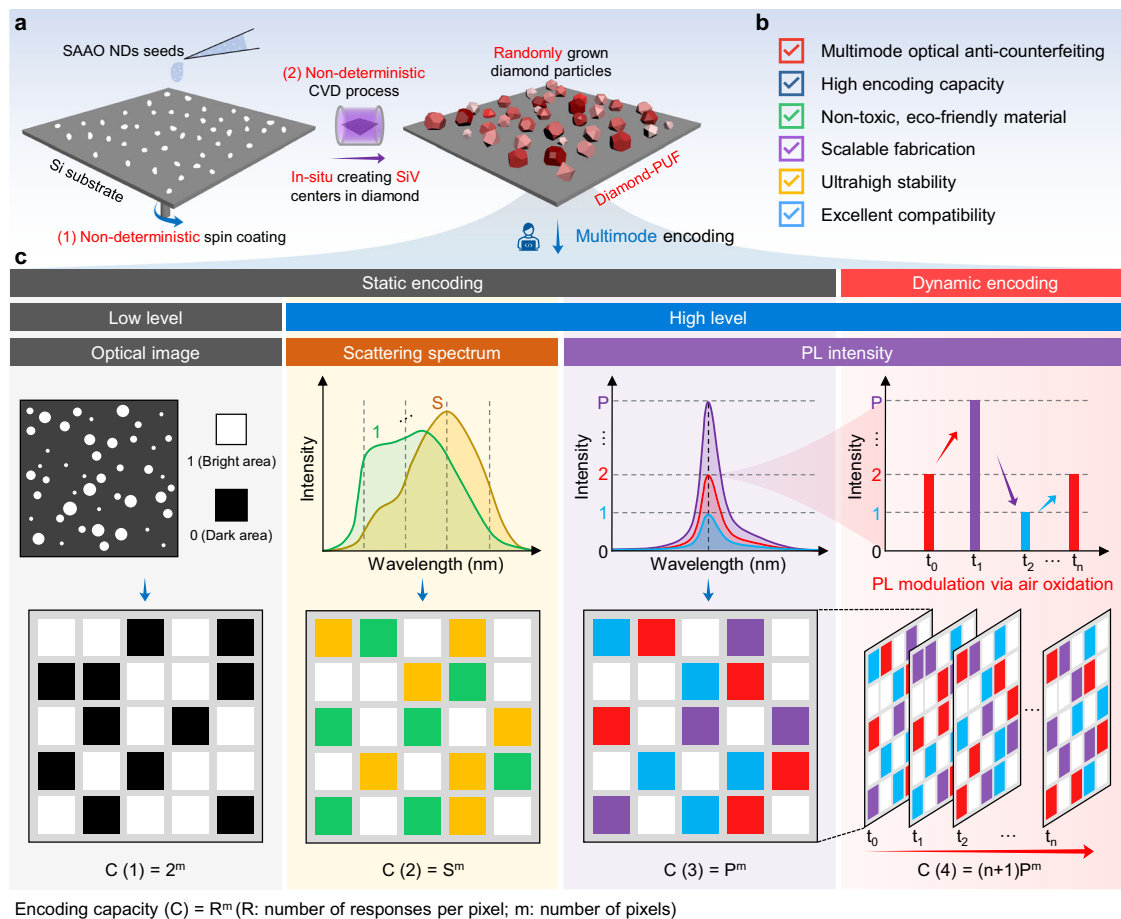 a
SAAO NDs seeds
Si substrate
(1) Non-deterministic spin coating
(2) Non-deterministic
CVD process
In-situ creating SiV
centers in diamond
Randomly grown
diamond particles
Diamond-PUF
Multimode encoding
b
Multimode optical anti-counterfeiting
High encoding capacity
Non-toxic, eco-friendly material
Scalable fabrication
Ultrahigh stability
Excellent compatibility
c
Static encoding
Dynamic encoding
Low level
High level
Optical image
Scattering spectrum
PL intensity
1 (Bright area)
0 (Dark area)
Intensity
1
⋰
S
Wavelength (nm)
Intensity
P
⋮
2
1
0
Wavelength (nm)
Intensity
P
⋮
2
1
0
t₀
t₁
t₂
···
tₙ
PL modulation via air oxidation
···
t₀
t₁
t₂
···
tₙ
C (1) = 2ᵐ
C (2) = Sᵐ
C (3) = Pᵐ
C (4) = (n+1)Pᵐ
Encoding capacity (C) = Rᵐ (R: number of responses per pixel; m: number of pixels)